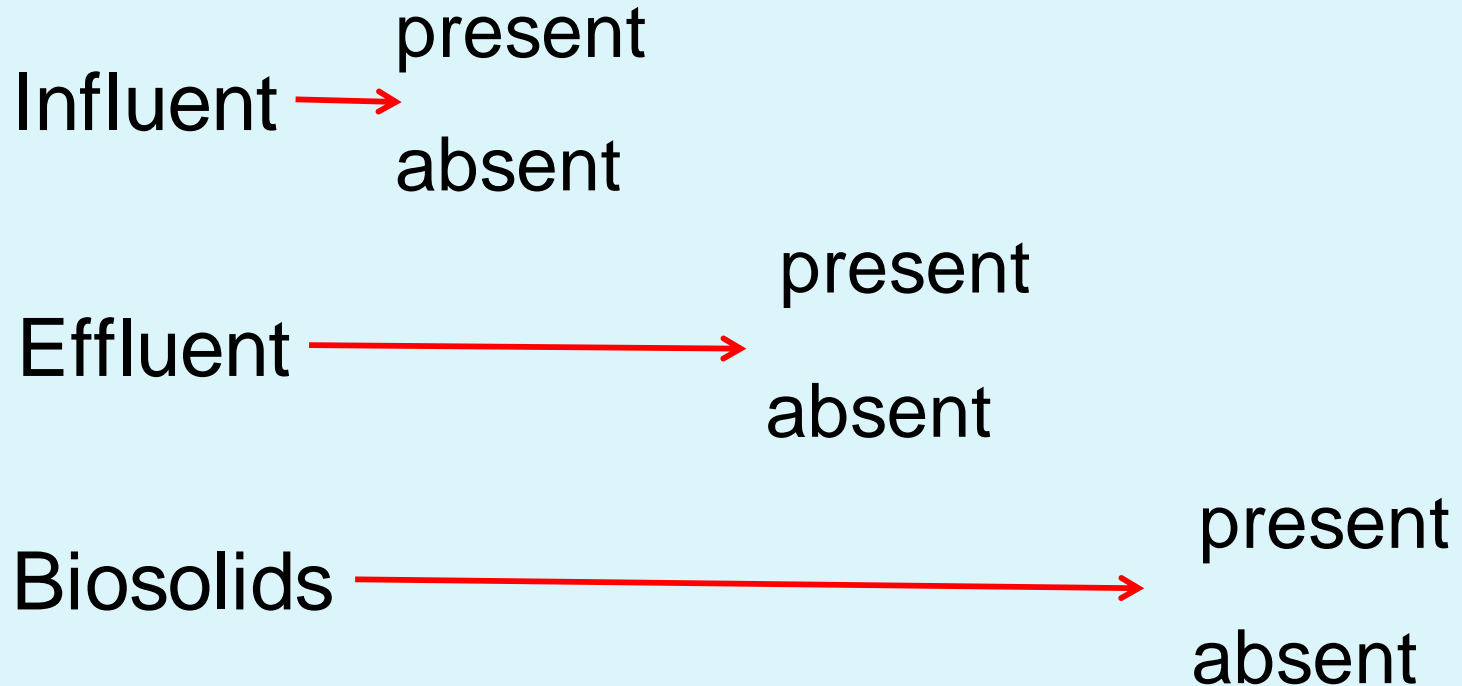 present
Influent
absent
present
Effluent
absent
present
Biosolids
absent